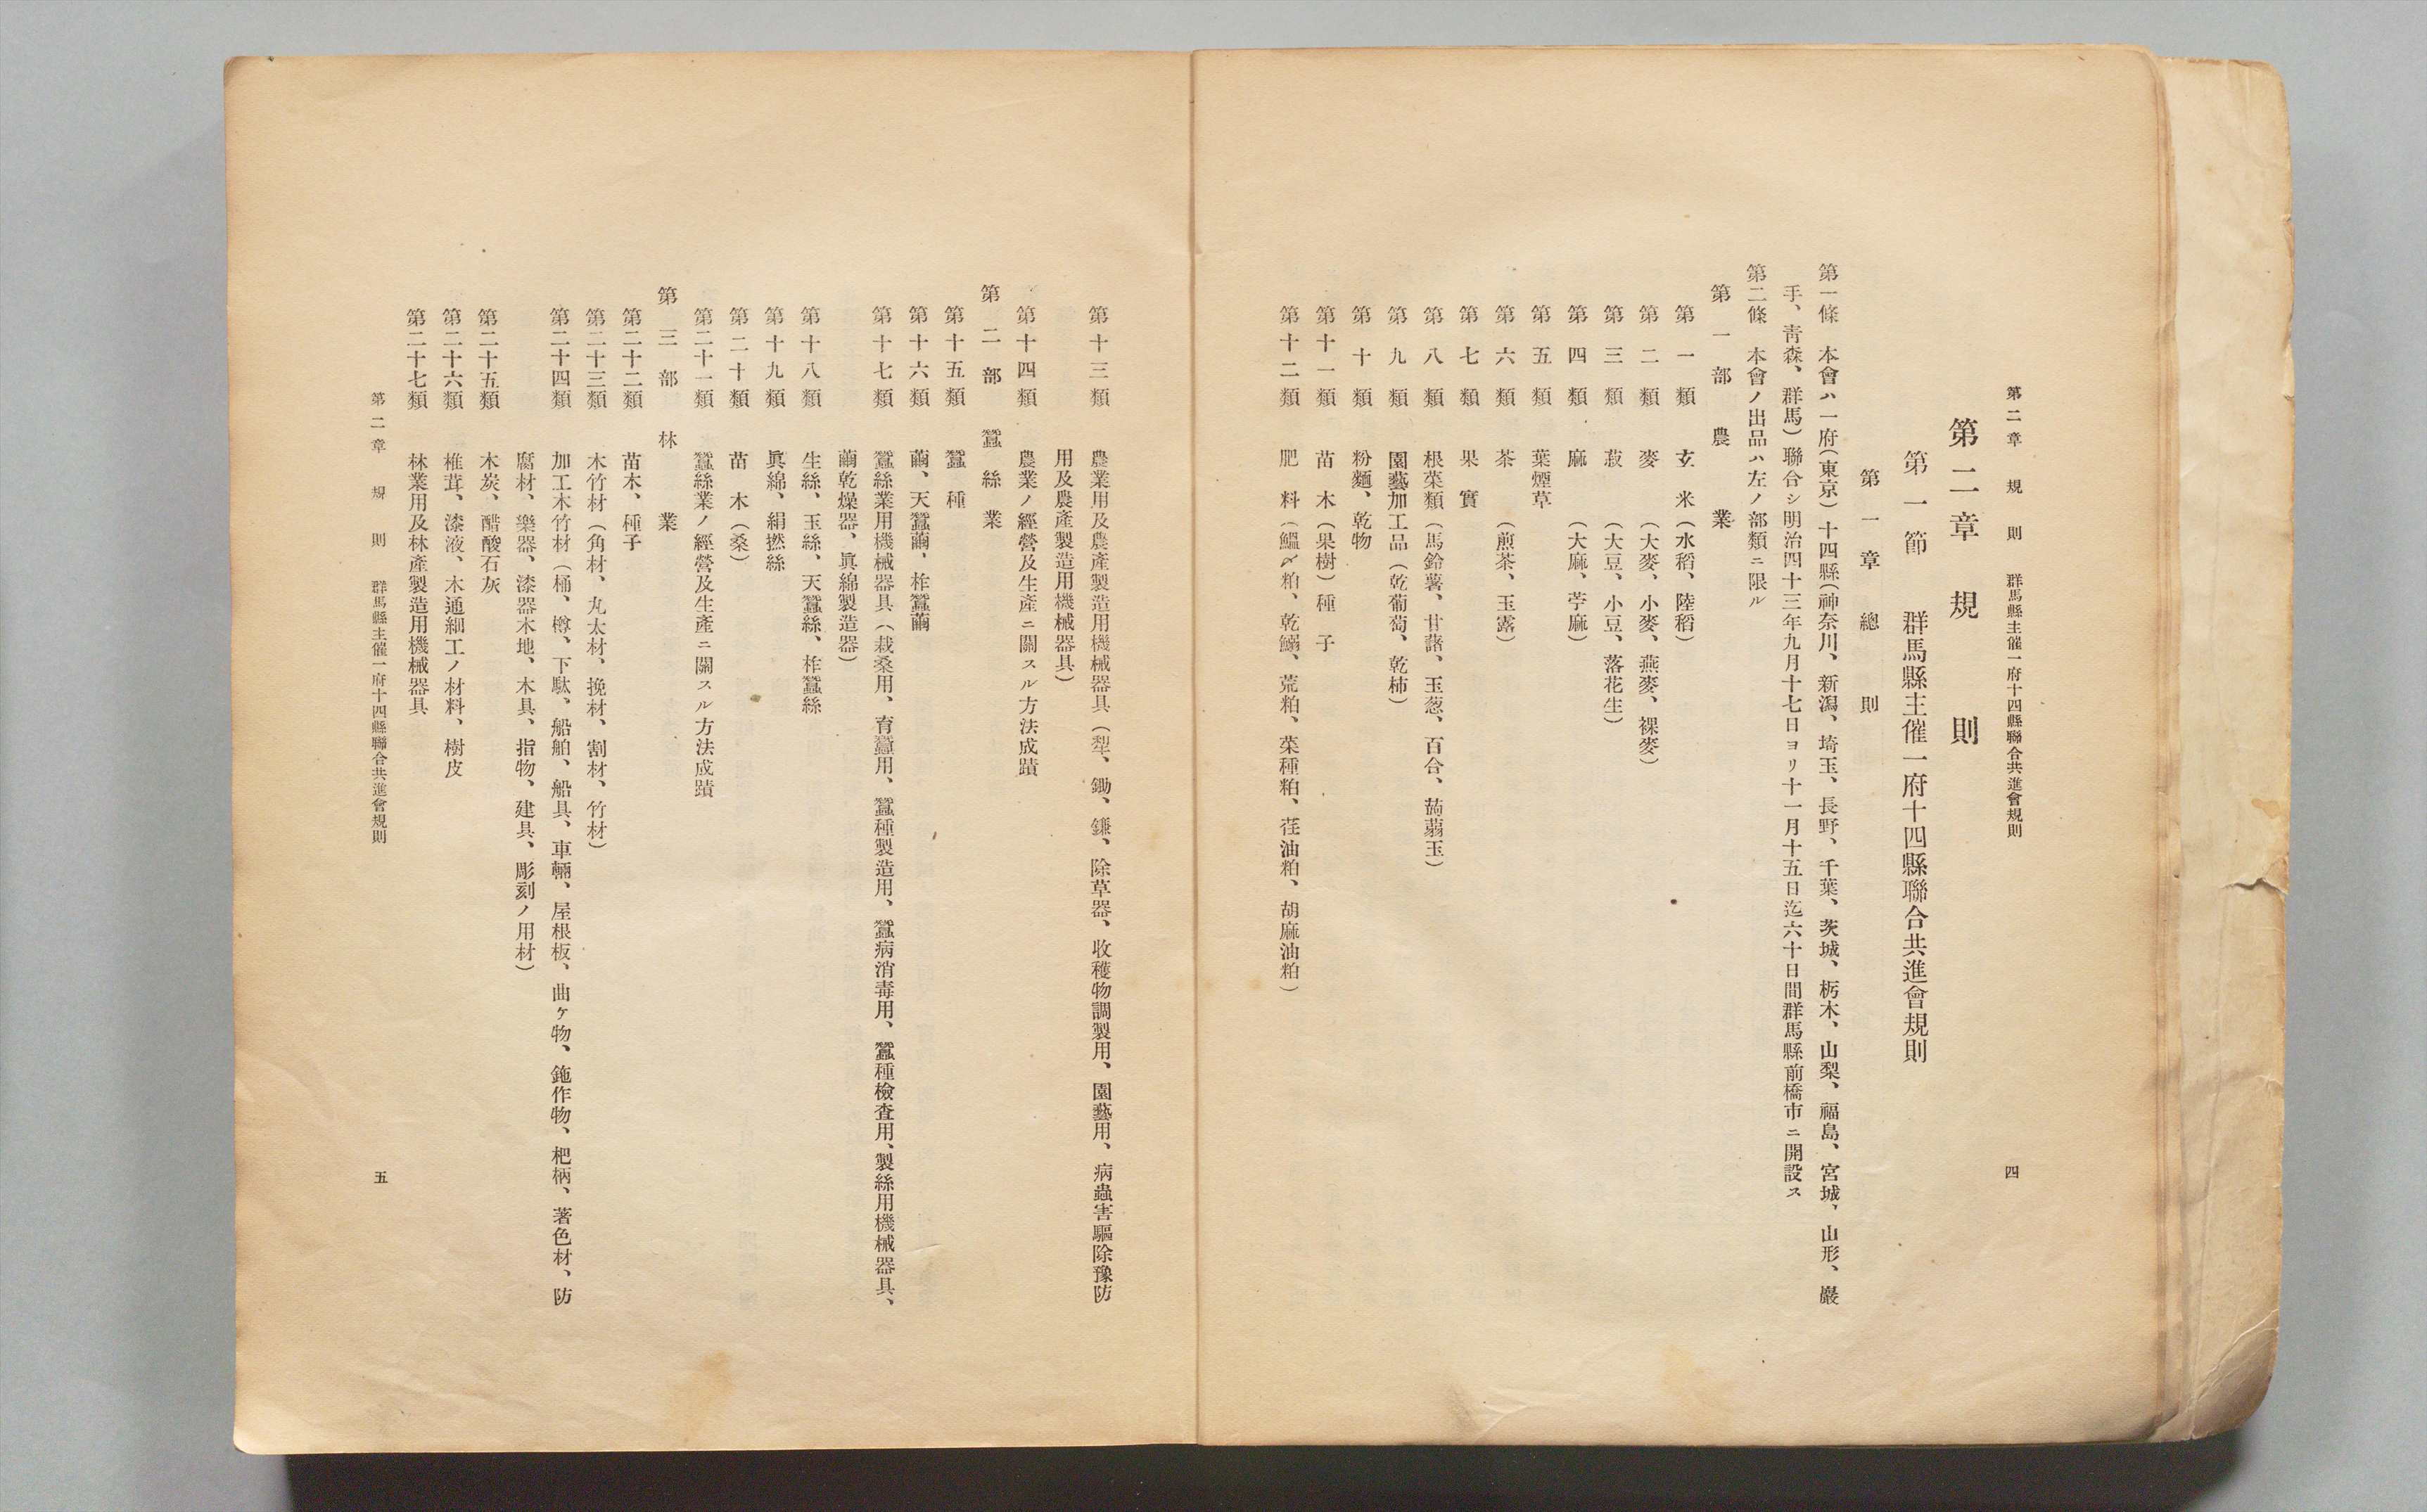 第二章 規則 群馬縣主催一府十四縣聯合共進會規則 四
第二章 規則
第一節 群馬縣主催一府十四縣聯合共進會規則
第一章 總則
第一條 本會ハ一府(東京)十四縣(神奈川、新潟、埼玉、長野、千葉、茨城、栃木、山梨、福島、宮城、山形、巖
手、靑森、群馬)聯合シ明治四十三年九月十七日ヨリ十一月十五日迄六十日間群馬縣前橋市ニ開設ス
第二條 本會ノ出品ハ左ノ部類ニ限ル
第一部 農業
第一類 玄米(水稻、陸稻)
第二類 麥(大麥、小麥、燕麥、裸麥)
第三類 菽(大豆、小豆、落花生)
第四類 麻(大麻、苧麻)
第五類 葉煙草
第六類 茶(煎茶、玉露)
第七類 果實
第八類 根菜類(馬鈴薯、甘藷、玉葱、百合、蒟蒻玉)
第九類 園藝加工品(乾葡萄、乾柿)
第十類 粉麵、乾物
第十一類 苗木(果樹)種子
第十二類 肥料(鰮〆粕、乾鰯、荒粕、菜種粕、荏油粕、胡麻油粕)
第十三類 農業用及農產製造用機械器具(犁、鋤、鎌、除草器、收穫物調製用、園藝用、病蟲害驅除豫防
用及農產製造用機械器具)
第十四類 農業ノ經營及生產ニ關スル方法成蹟
第二部 蠶絲業
第十五類 蠶種
第十六類 繭、天蠶繭、柞蠶繭
第十七類 蠶絲業用機械器具(栽桑用、育蠶用、蠶種製造用、蠶病消毒用、蠶種檢査用、製絲用機械器具、
繭乾燥器、眞綿製造器)
第十八類 生絲、玉絲、天蠶絲、柞蠶絲
第十九類 眞綿、絹撚絲
第二十類 苗木(桑)
第二十一類 蠶絲業ノ經營及生產ニ關スル方法成蹟
第三部 林業
第二十二類 苗木、種子
第二十三類 木竹材(角材、丸太材、挽材、割材、竹材)
第二十四類 加工木竹材(桶、樽、下駄、船舶、船具、車輛、屋根板、曲ヶ物、鉋作物、杷柄、著色材、防
腐材、樂器、漆器木地、木具、指物、建具、彫刻ノ用材)
第二十五類 木炭、醋酸石灰
第二十六類 椎茸、漆液、木通細工ノ材料、樹皮
第二十七類 林業用及林產製造用機械器具
第二章 規則 群馬縣主催一府十四縣聯合共進會規則 五